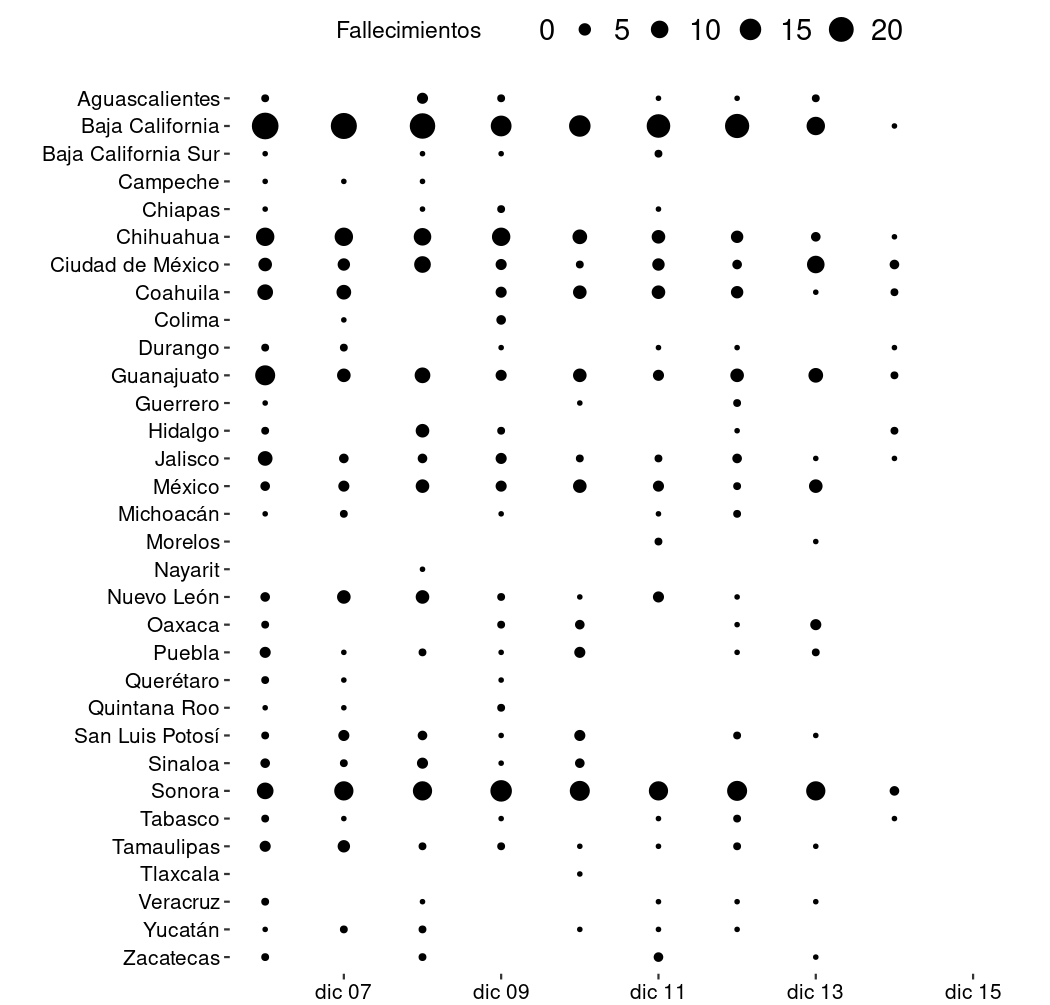 Fallecimientos 0 5 10 15 20
Aguascalientes
Baja California
Baja California Sur
Campeche
Chiapas
Chihuahua
Ciudad de México
Coahuila
Colima
Durango
Guanajuato
Guerrero
Hidalgo
Jalisco
México
Michoacán
Morelos
Nayarit
Nuevo León
Oaxaca
Puebla
Querétaro
Quintana Roo
San Luis Potosí
Sinaloa
Sonora
Tabasco
Tamaulipas
Tlaxcala
Veracruz
Yucatán
Zacatecas
dic 07 dic 09 dic 11 dic 13 dic 15